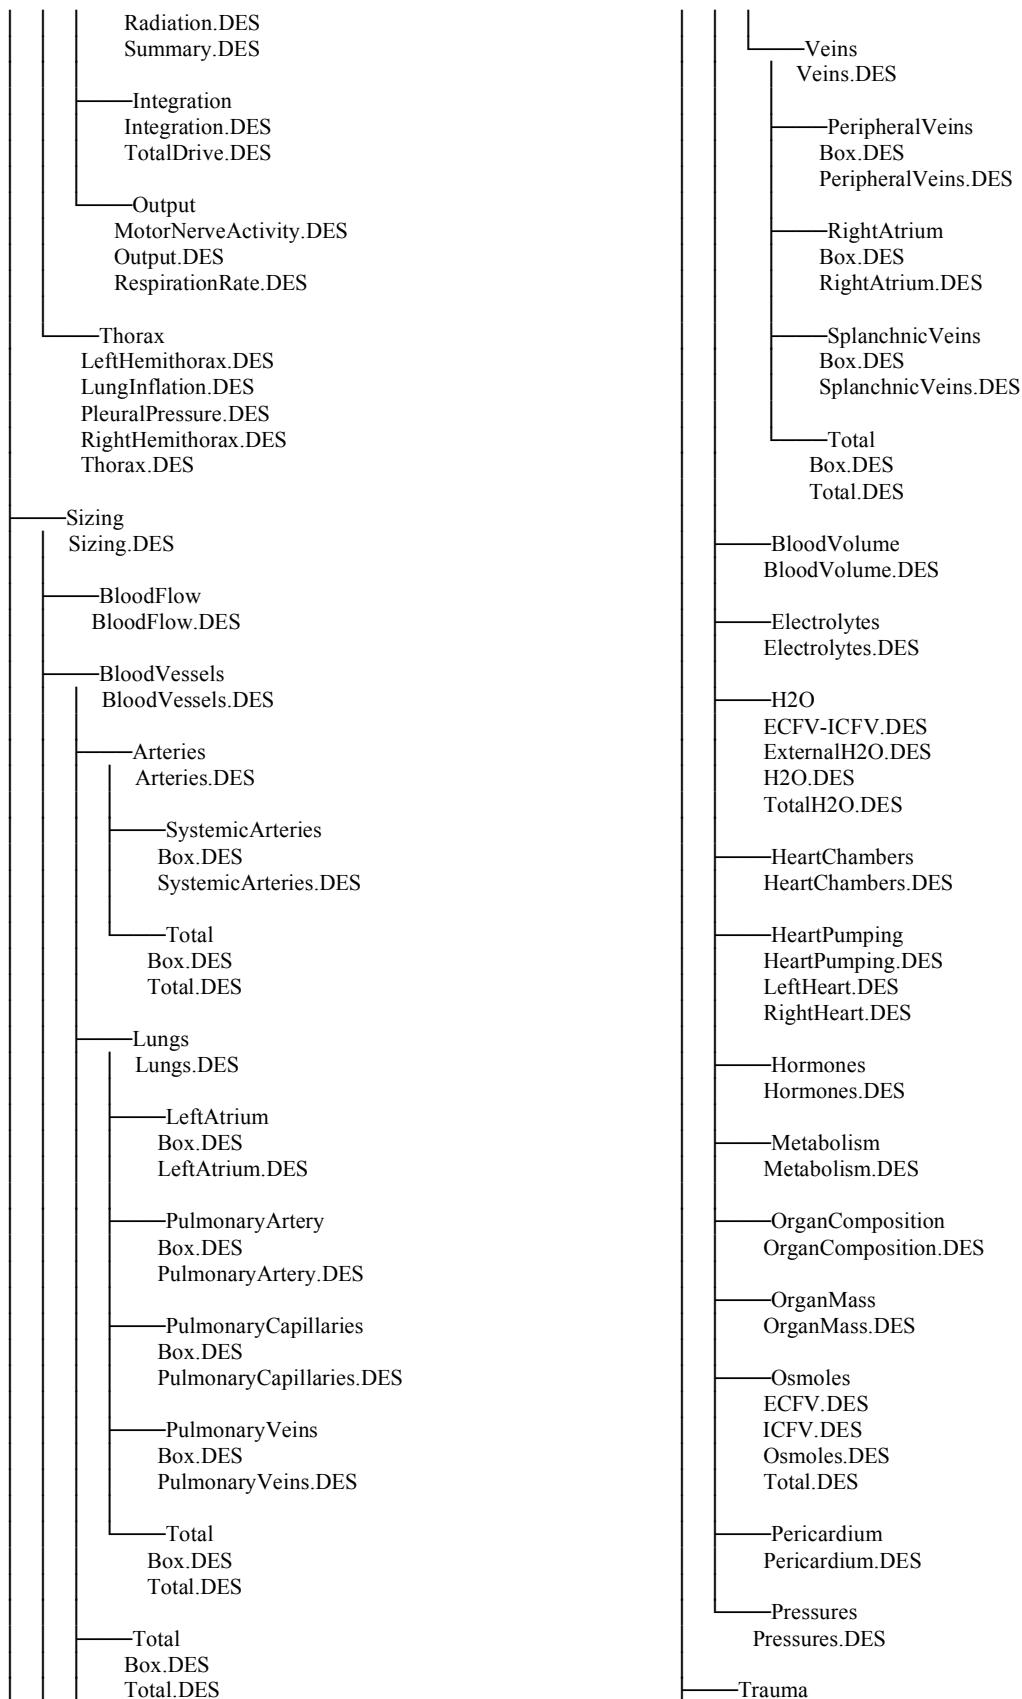 Radiation.DES
Summary.DES
Integration
Integration.DES
TotalDrive.DES
Output
MotorNerveActivity.DES
Output.DES
RespirationRate.DES
Thorax
LeftHemithorax.DES
LungInflation.DES
PleuralPressure.DES
RightHemithorax.DES
Thorax.DES
Sizing
Sizing.DES
BloodFlow
BloodFlow.DES
BloodVessels
BloodVessels.DES
Arteries
Arteries.DES
SystemicArteries
Box.DES
SystemicArteries.DES
Total
Box.DES
Total.DES
Lungs
Lungs.DES
LeftAtrium
Box.DES
LeftAtrium.DES
PulmonaryArtery
Box.DES
PulmonaryArtery.DES
PulmonaryCapillaries
Box.DES
PulmonaryCapillaries.DES
PulmonaryVeins
Box.DES
PulmonaryVeins.DES
Total
Box.DES
Total.DES
Total
Box.DES
Total.DES
Veins
Veins.DES
PeripheralVeins
Box.DES
PeripheralVeins.DES
RightAtrium
Box.DES
RightAtrium.DES
SplanchnicVeins
Box.DES
SplanchnicVeins.DES
Total
Box.DES
Total.DES
BloodVolume
BloodVolume.DES
Electrolytes
Electrolytes.DES
H2O
ECFV-ICFV.DES
ExternalH2O.DES
H2O.DES
TotalH2O.DES
HeartChambers
HeartChambers.DES
HeartPumping
HeartPumping.DES
LeftHeart.DES
RightHeart.DES
Hormones
Hormones.DES
Metabolism
Metabolism.DES
OrganComposition
OrganComposition.DES
OrganMass
OrganMass.DES
Osmoles
ECFV.DES
ICFV.DES
Osmoles.DES
Total.DES
Pericardium
Pericardium.DES
Pressures
Pressures.DES
Trauma